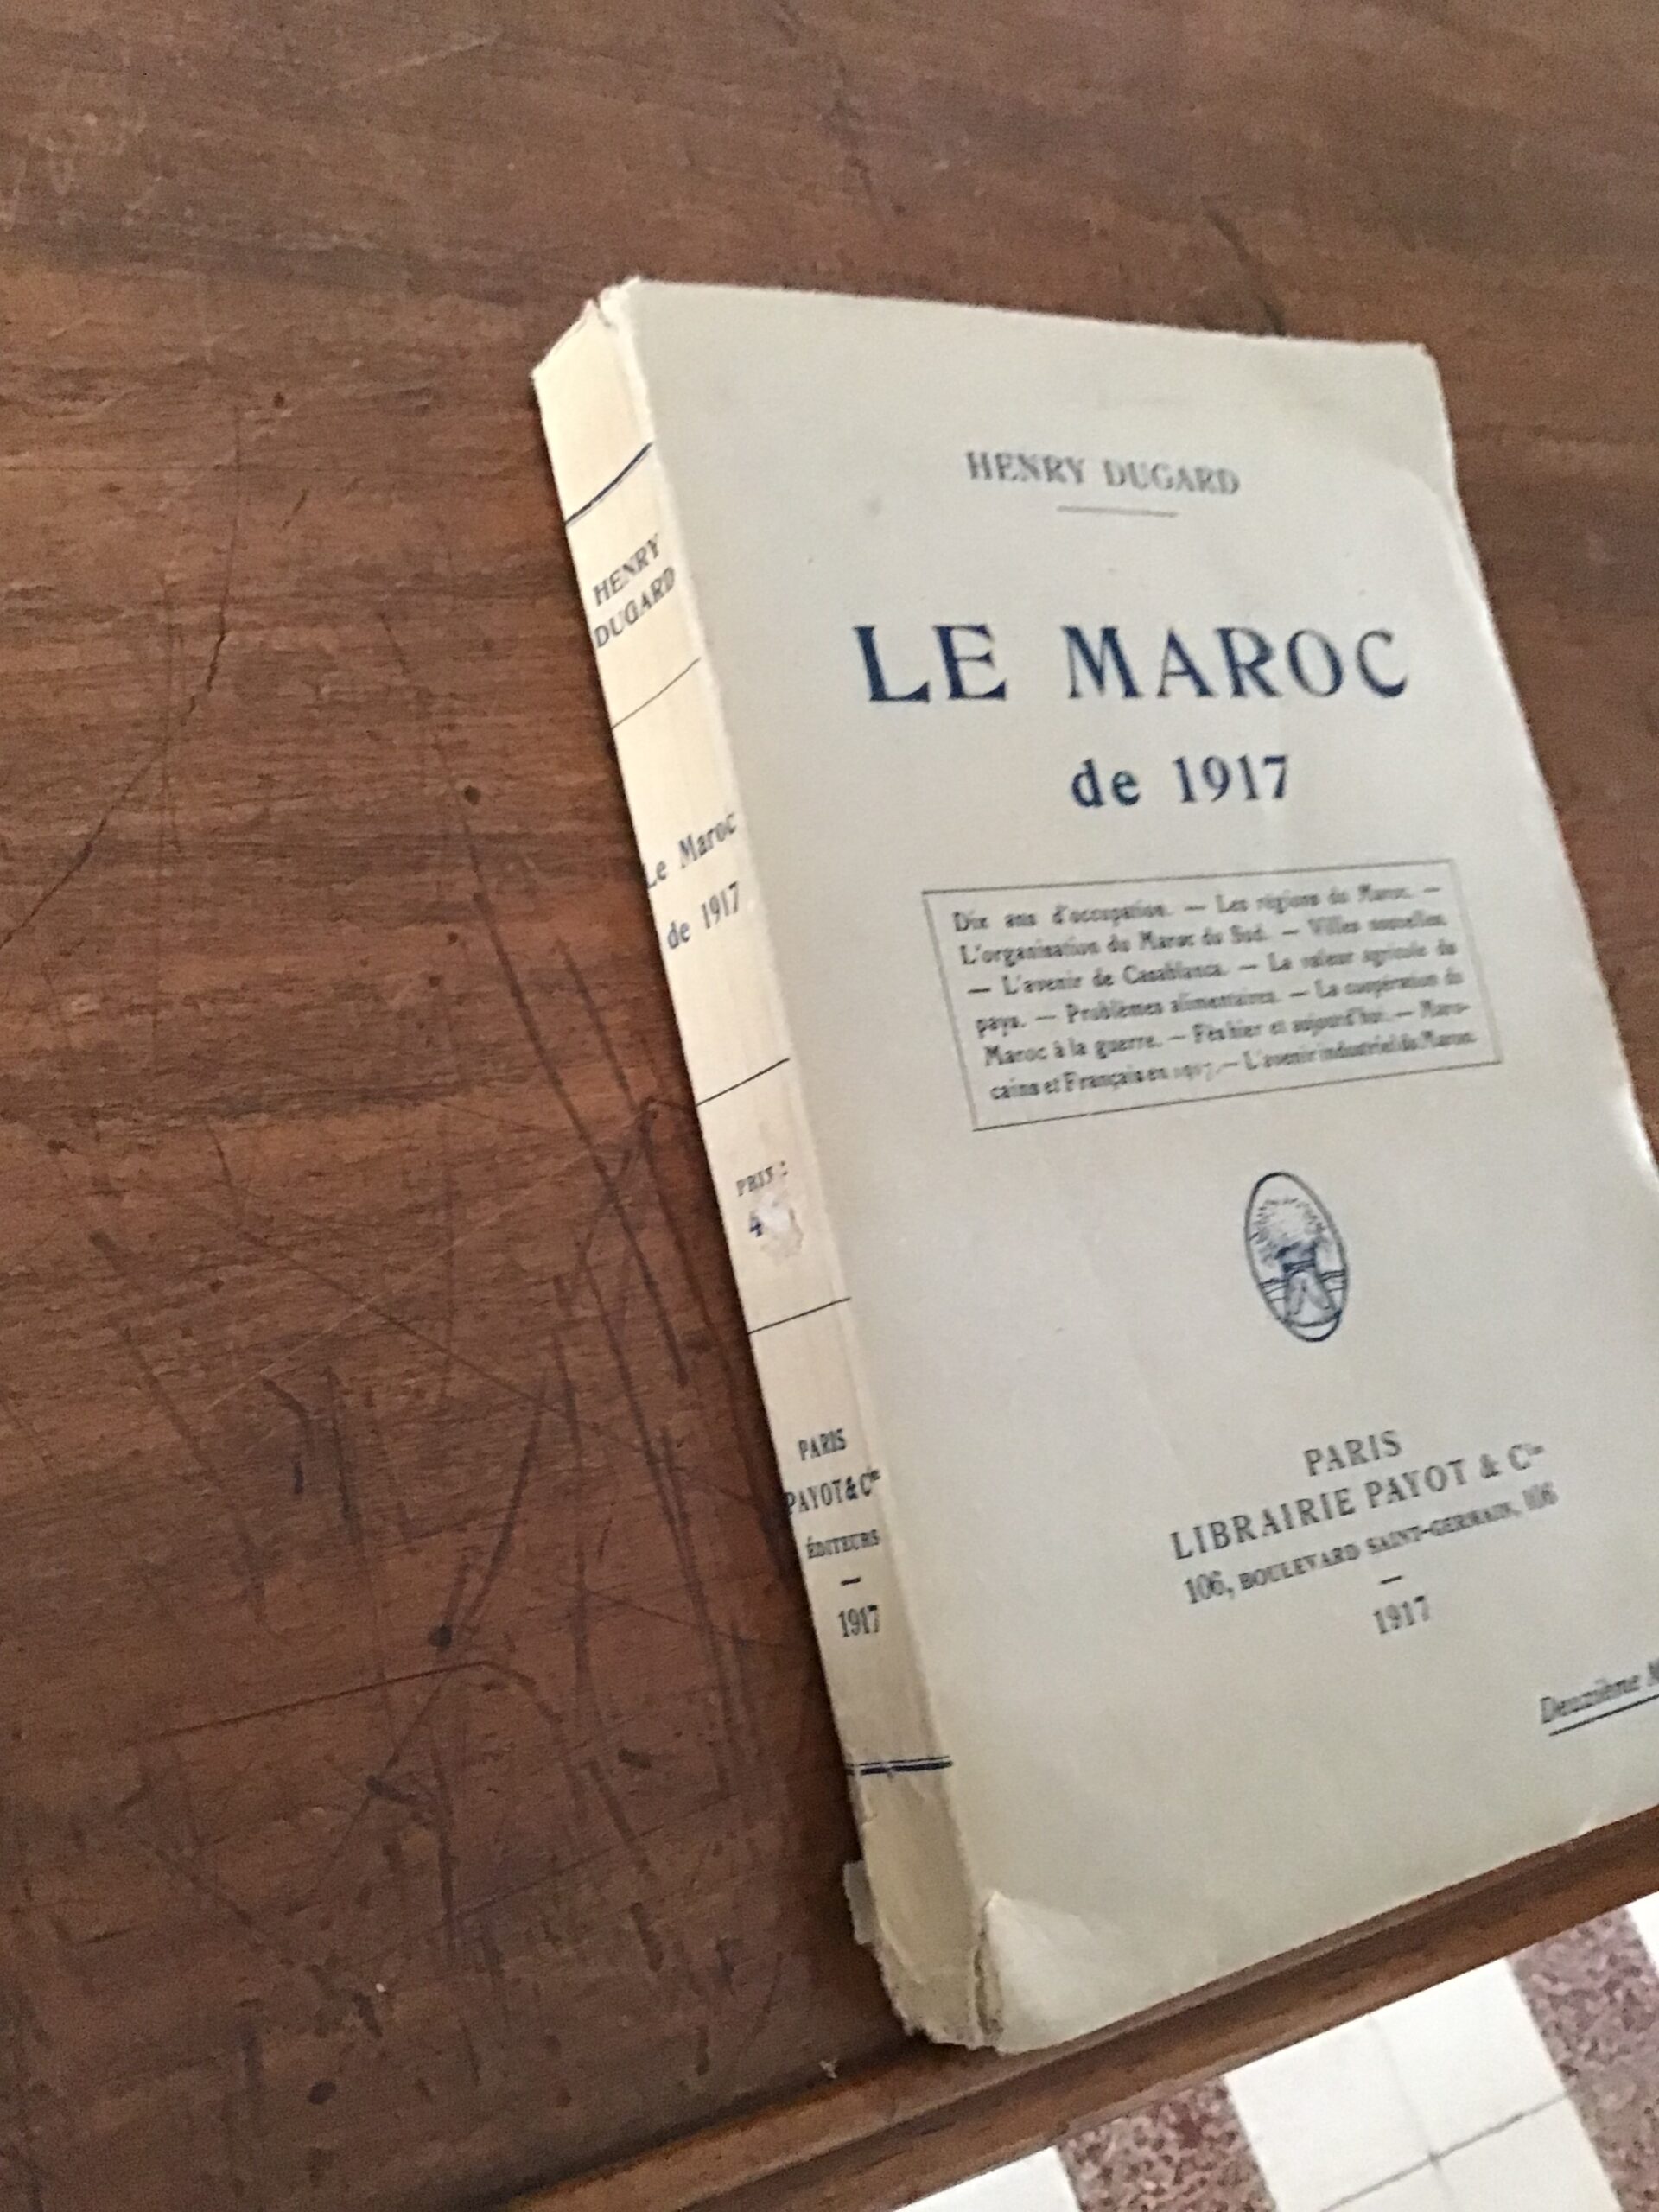 HENRY
DUGARD
Le Maroc
de 1917
PRIX :
4
PARIS
PAYOT & Cie
ÉDITEURS
—
1917
HENRY DUGARD
LE MAROC
de 1917
Dix ans d'occupation. — Les régions du Maroc. —
L'organisation du Maroc du Sud. — Villes nouvelles.
— L'avenir de Casablanca. — La valeur agricole du
pays. — Problèmes alimentaires. — La coopération du
Maroc à la guerre. — Fès hier et aujourd'hui. — Maro-
cains et Français en 1917. — L'avenir industriel du Maroc.
PARIS
LIBRAIRIE PAYOT & Cie
106, BOULEVARD SAINT-GERMAIN, 106
—
1917
Deuxième M